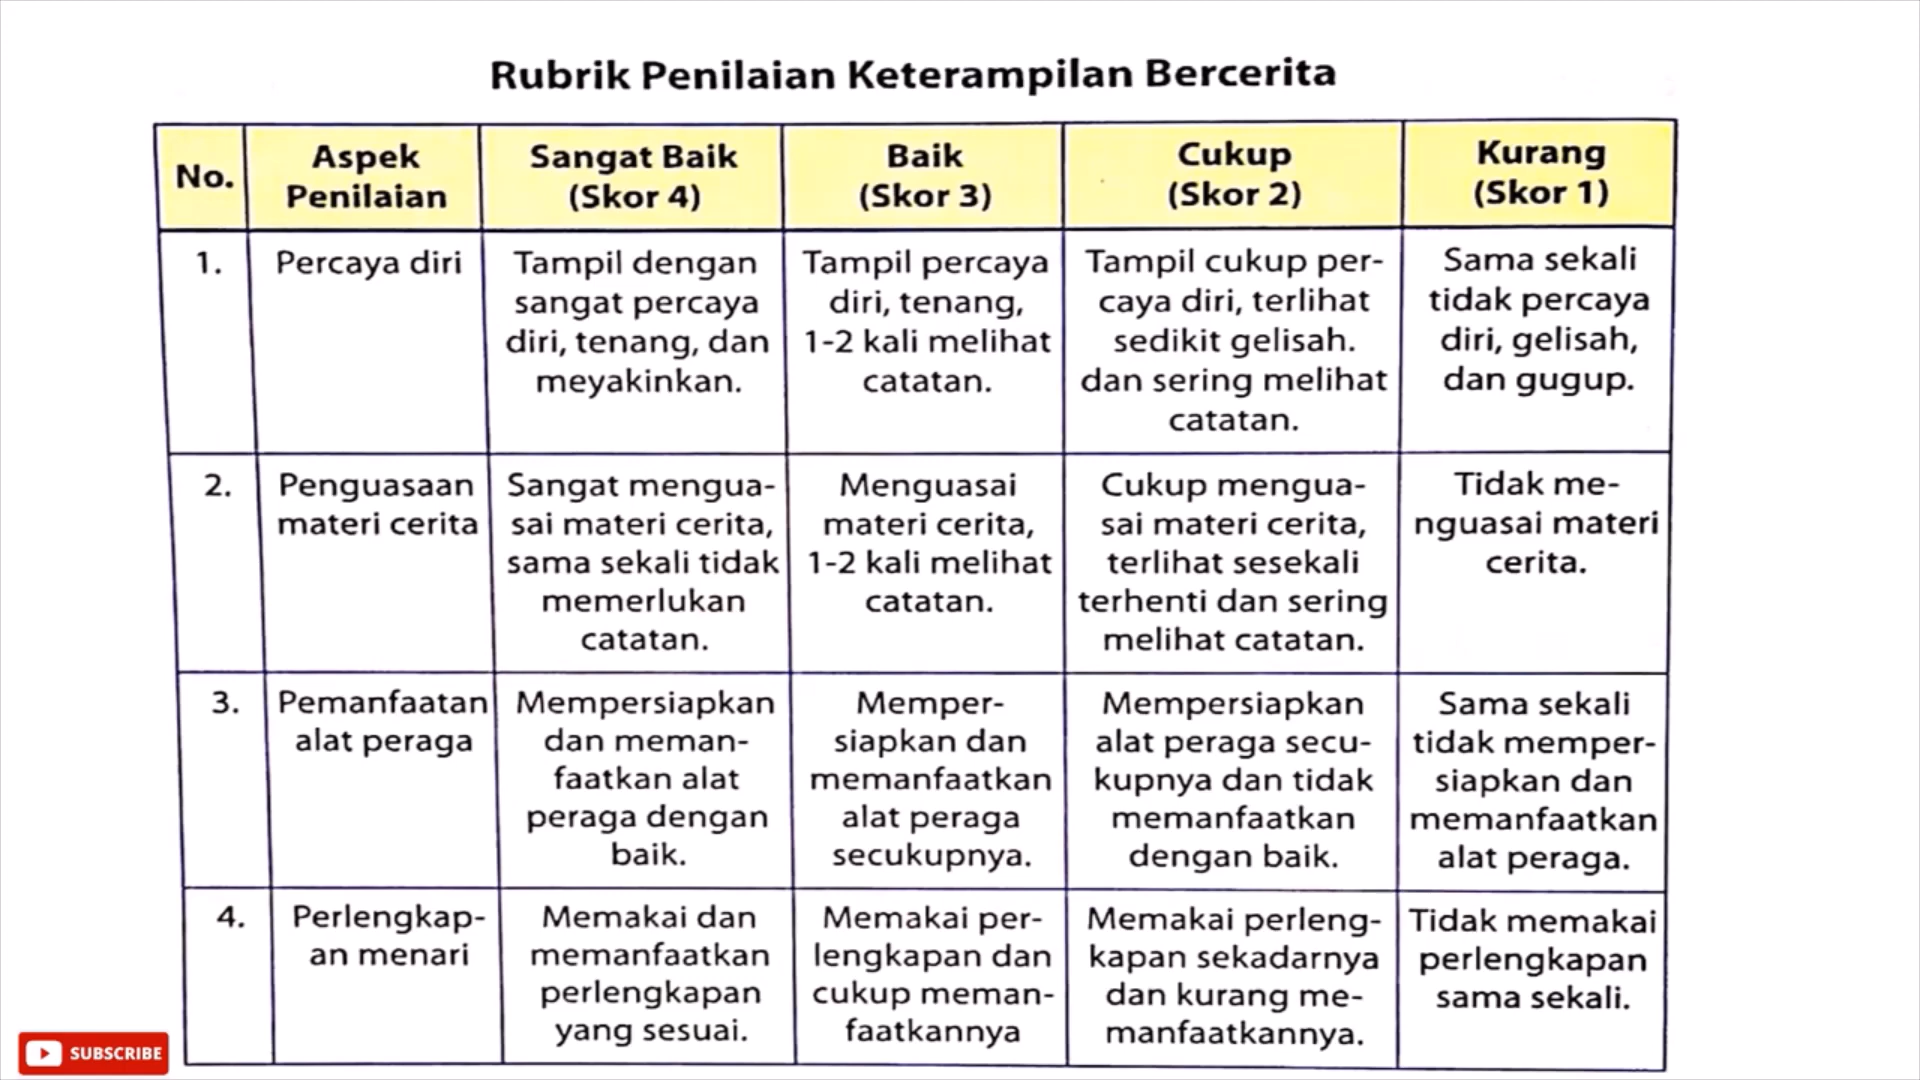 Rubrik Penilaian Keterampilan Bercerita
No.
Aspek
Penilaian
Sangat Baik
(Skor 4)
Baik
(Skor 3)
Cukup
(Skor 2)
Kurang
(Skor 1)
1.
Percaya diri
Tampil dengan
sangat percaya
diri, tenang, dan
meyakinkan.
Tampil percaya
diri, tenang,
1-2 kali melihat
catatan.
Tampil cukup per-
caya diri, terlihat
sedikit gelisah.
dan sering melihat
catatan.
Sama sekali
tidak percaya
diri, gelisah,
dan gugup.
2.
Penguasaan
materi cerita
Sangat mengua-
sai materi cerita,
sama sekali tidak
memerlukan
catatan.
Menguasai
materi cerita,
1-2 kali melihat
catatan.
Cukup mengua-
sai materi cerita,
terlihat sesekali
terhenti dan sering
melihat catatan.
Tidak me-
nguasai materi
cerita.
3.
Pemanfaatan
alat peraga
Mempersiapkan
dan meman-
faatkan alat
peraga dengan
baik.
Memper-
siapkan dan
memanfaatkan
alat peraga
secukupnya.
Mempersiapkan
alat peraga secu-
kupnya dan tidak
memanfaatkan
dengan baik.
Sama sekali
tidak memper-
siapkan dan
memanfaatkan
alat peraga.
4.
Perlengkap-
an menari
Memakai dan
memanfaatkan
perlengkapan
yang sesuai.
Memakai per-
lengkapan dan
cukup meman-
faatkannya
Memakai perleng-
kapan sekadarnya
dan kurang me-
manfaatkannya.
Tidak memakai
perlengkapan
sama sekali.
SUBSCRIBE